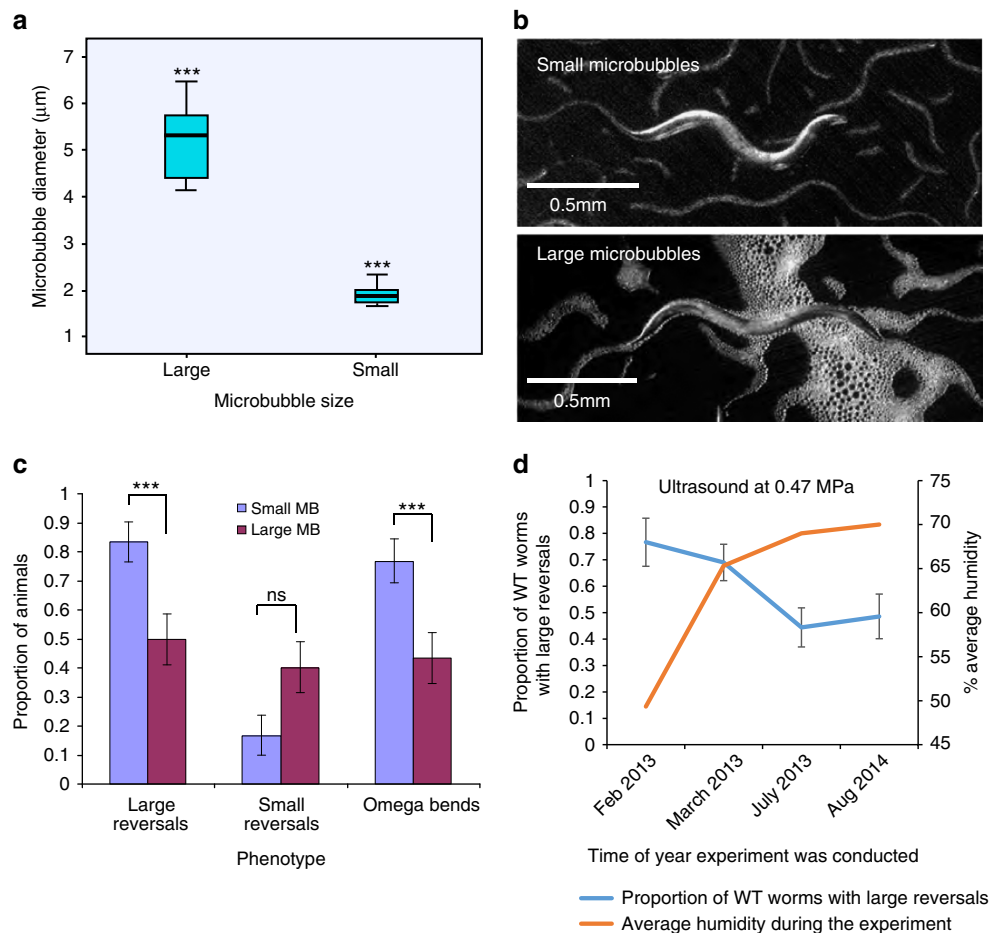 a
Microbubble diameter (μm)
7
6
5
4
3
2
1
***
***
Large
Small
Microbubble size
b
Small microbubbles
0.5mm
Large microbubbles
0.5mm
c
Proportion of animals
1
0.9
0.8
0.7
0.6
0.5
0.4
0.3
0.2
0.1
0
***
ns
***
Small MB
Large MB
Large
reversals
Small
reversals
Omega bends
Phenotype
d
Ultrasound at 0.47 MPa
Proportion of WT worms
with large reversals
1
0.9
0.8
0.7
0.6
0.5
0.4
0.3
0.2
0.1
0
75
70
65
60
55
50
45
% average humidity
Feb 2013
March 2013
July 2013
Aug 2014
Time of year experiment was conducted
Proportion of WT worms with large reversals
Average humidity during the experiment